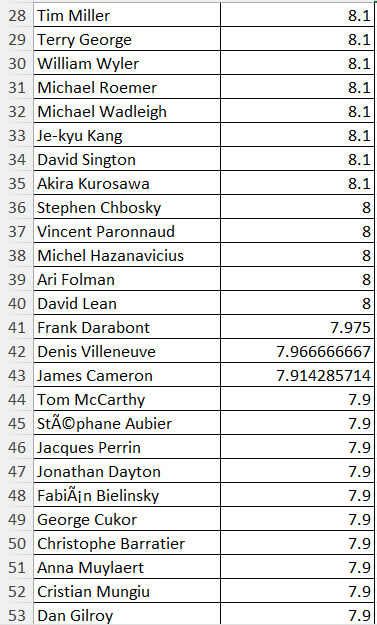 28 Tim Miller 8.1
29 Terry George 8.1
30 William Wyler 8.1
31 Michael Roemer 8.1
32 Michael Wadleigh 8.1
33 Je-kyu Kang 8.1
34 David Sington 8.1
35 Akira Kurosawa 8.1
36 Stephen Chbosky 8
37 Vincent Paronnaud 8
38 Michel Hazanavicius 8
39 Ari Folman 8
40 David Lean 8
41 Frank Darabont 7.975
42 Denis Villeneuve 7.966666667
43 James Cameron 7.914285714
44 Tom McCarthy 7.9
45 StÃ©phane Aubier 7.9
46 Jacques Perrin 7.9
47 Jonathan Dayton 7.9
48 FabiÃ¡n Bielinsky 7.9
49 George Cukor 7.9
50 Christophe Barratier 7.9
51 Anna Muylaert 7.9
52 Cristian Mungiu 7.9
53 Dan Gilroy 7.9